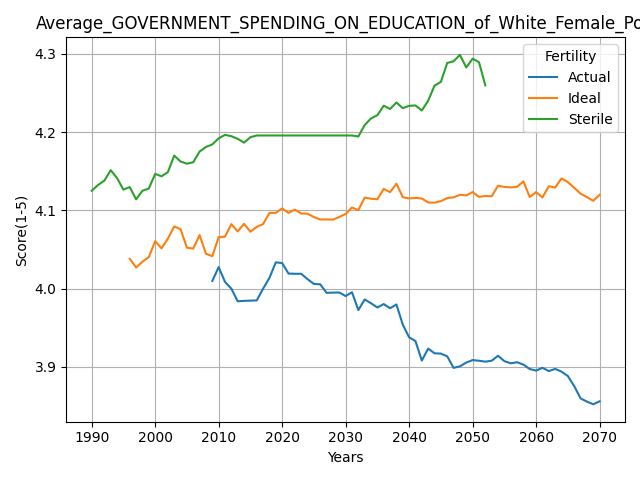 Average_GOVERNMENT_SPENDING_ON_EDUCATION_of_White_Female_Po
4.3
4.2
4.1
4.0
3.9
Score(1-5)
Fertility
Actual
Ideal
Sterile
1990 2000 2010 2020 2030 2040 2050 2060 2070
Years